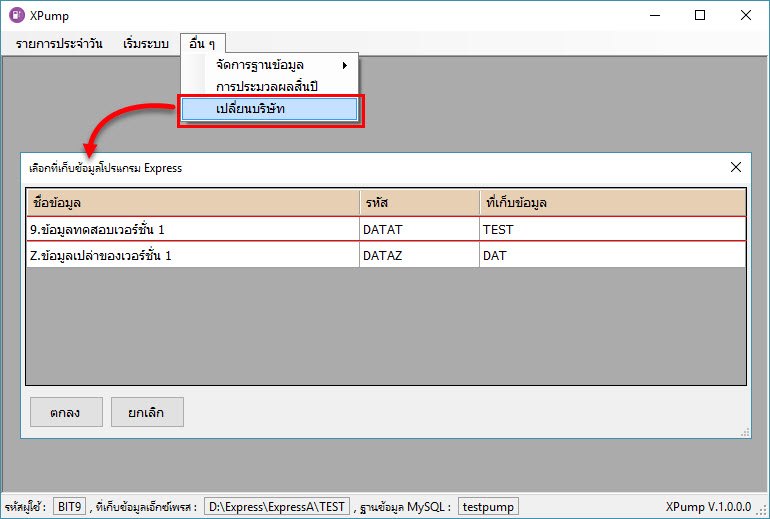 XPump
รายการประจำวัน เริ่มระบบ อื่น ๆ
จัดการฐานข้อมูล
การประมวลผลสิ้นปี
เปลี่ยนบริษัท
เลือกที่เก็บข้อมูลโปรแกรม Express
ชื่อข้อมูล รหัส ที่เก็บข้อมูล
9.ข้อมูลทดสอบเวอร์ชั่น 1 DATAT TEST
Z.ข้อมูลเปล่าของเวอร์ชั่น 1 DATAZ DAT
ตกลง ยกเลิก
รหัสผู้ใช้ : BIT9 , ที่เก็บข้อมูลเอ็กซ์เพรส : D:\Express\ExpressA\TEST , ฐานข้อมูล MySQL : testpump XPump V.1.0.0.0